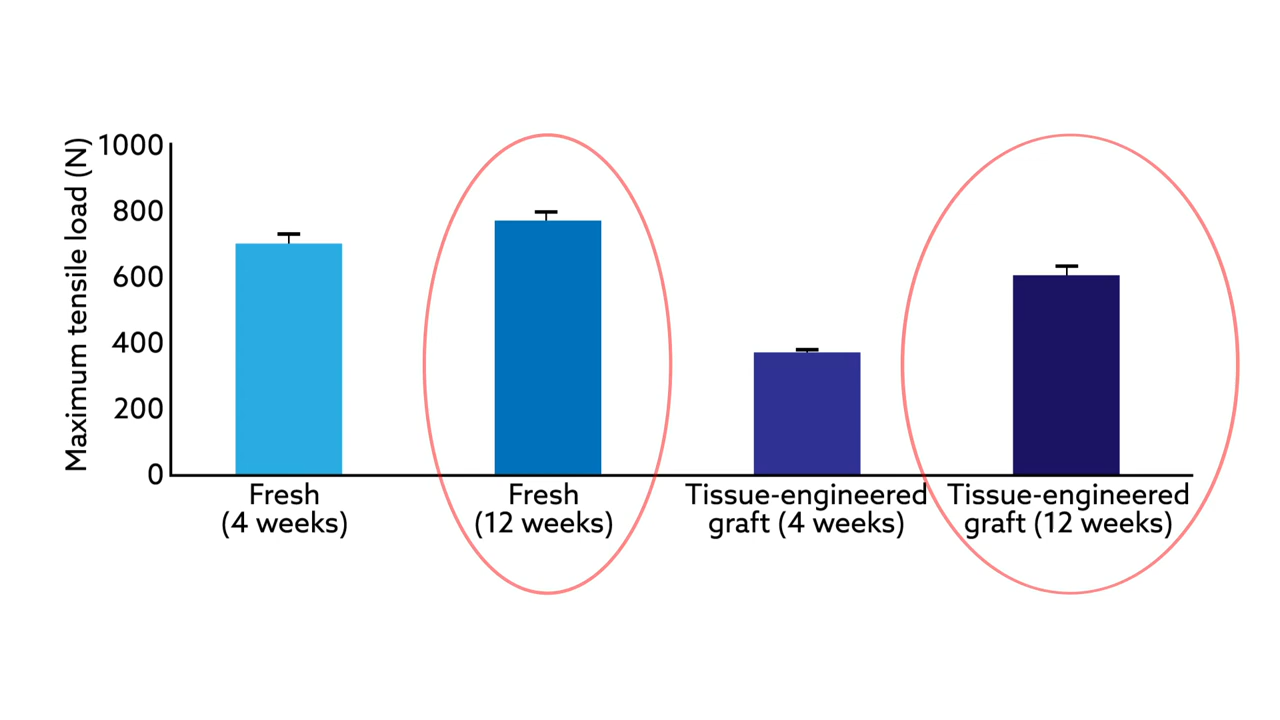 Maximum tensile load (N)
1000
800
600
400
200
0
Fresh
(4 weeks)
Fresh
(12 weeks)
Tissue-engineered
graft (4 weeks)
Tissue-engineered
graft (12 weeks)